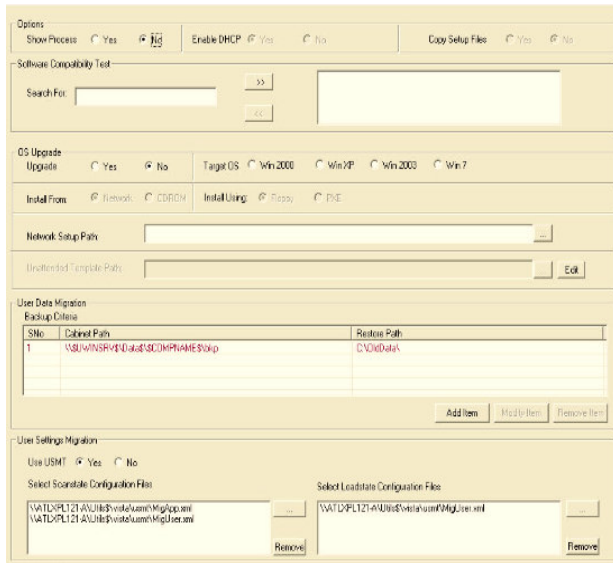 Options
Show Process Yes No Enable DHCP Yes No Copy Setup Files Yes No
Software Compatibility Test
Search For:
>>
<<
OS Upgrade
Upgrade Yes No Target OS Win 2000 Win XP Win 2003 Win 7
Install From: Network CDROM Install Using: Floppy PXE
Network Setup Path: ...
Unattended Template Path: Edit
User Data Migration
Backup Criteria
SNo Cabinet Path Restore Path
1 \\$UWINSRV$\Data$\$COMPNAME$\bkp C:\OldData\
Add Item Modify Item Remove Item
User Settings Migration
Use USMT Yes No
Select Scanstate Configuration Files Select Loadstate Configuration Files
\\ATLXPL121-A\Utils$\vista\usmt\MigApp.xml ... \\ATLXPL121-A\Utils$\vista\usmt\MigUser.xml ...
\\ATLXPL121-A\Utils$\vista\usmt\MigUser.xml
Remove Remove